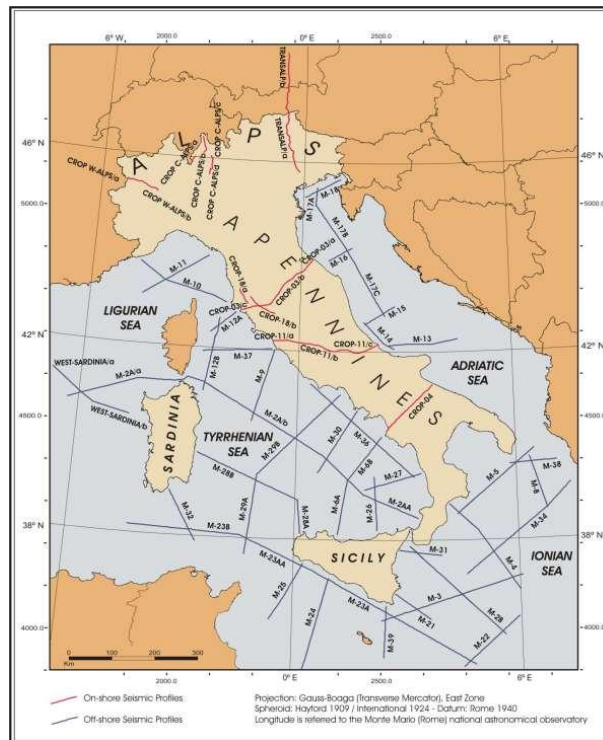 6° W
2000.0
0° E
2500.0
6° E
TRANSALP/b
TRANSALP/a
46° N
46° N
ALPS
CROP C-ALPS/c
CROP C-ALPS/a
CROP C-ALPS/b
CROP C-ALPS/d
CROP W-ALPS/a
CROP W-ALPS/b
5000.0
5000.0
M-18
M-17A
M-17B
APENNINES
CROP-03/a
M-16
M-11
M-10
CROP-18/a
CROP-03/b
M-17C
LIGURIAN
SEA
CROP-03/c
CROP-18/b
M-12A
M-15
M-14
M-13
42° N
42° N
CROP-11/a
CROP-11/b
CROP-11/c
WEST-SARDINIA/a
M-2A/a
M-12B
M-37
M-9
ADRIATIC
SEA
WEST-SARDINIA/b
CROP-04
4500.0
4500.0
SARDINIA
TYRRHENIAN
SEA
M-2A/b
M-29B
M-30
M-36
M-6B
M-28B
M-27
M-5
M-38
M-8
M-29A
M-6A
M-26
M-2AA
M-28A
M-32
M-23B
M-34
38° N
38° N
M-23AA
SICILY
M-31
M-4
IONIAN
SEA
M-25
M-24
M-23A
M-3
M-21
M-28
M-22
M-39
4000.0
4000.0
0 100 200 300
Km
6° W
2000.0
0° E
2500.0
6° E
On-shore Seismic Profiles
Off-shore Seismic Profiles
Projection: Gauss-Boaga (Transverse Mercator), East Zone
Spheroid: Hayford 1909 / International 1924 - Datum: Rome 1940
Longitude is referred to the Monte Mario (Rome) national astronomical observatory